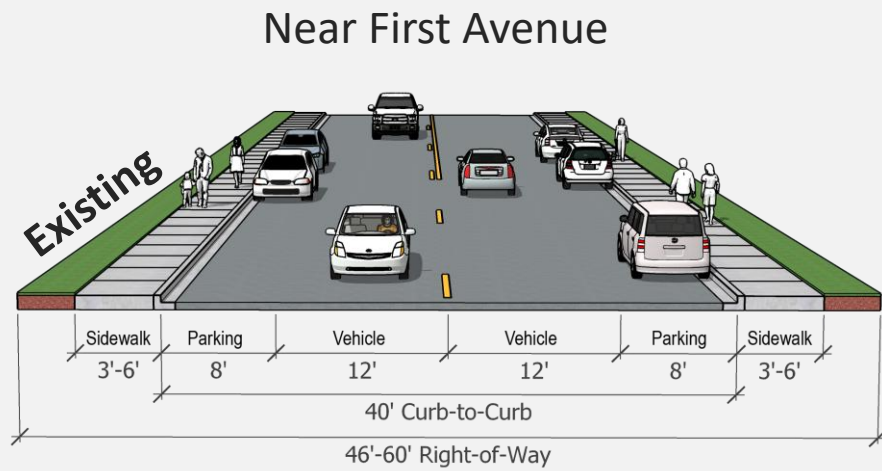 Near First Avenue
Existing
Sidewalk Parking Vehicle Vehicle Parking Sidewalk
3'-6' 8' 12' 12' 8' 3'-6'
40' Curb-to-Curb
46'-60' Right-of-Way